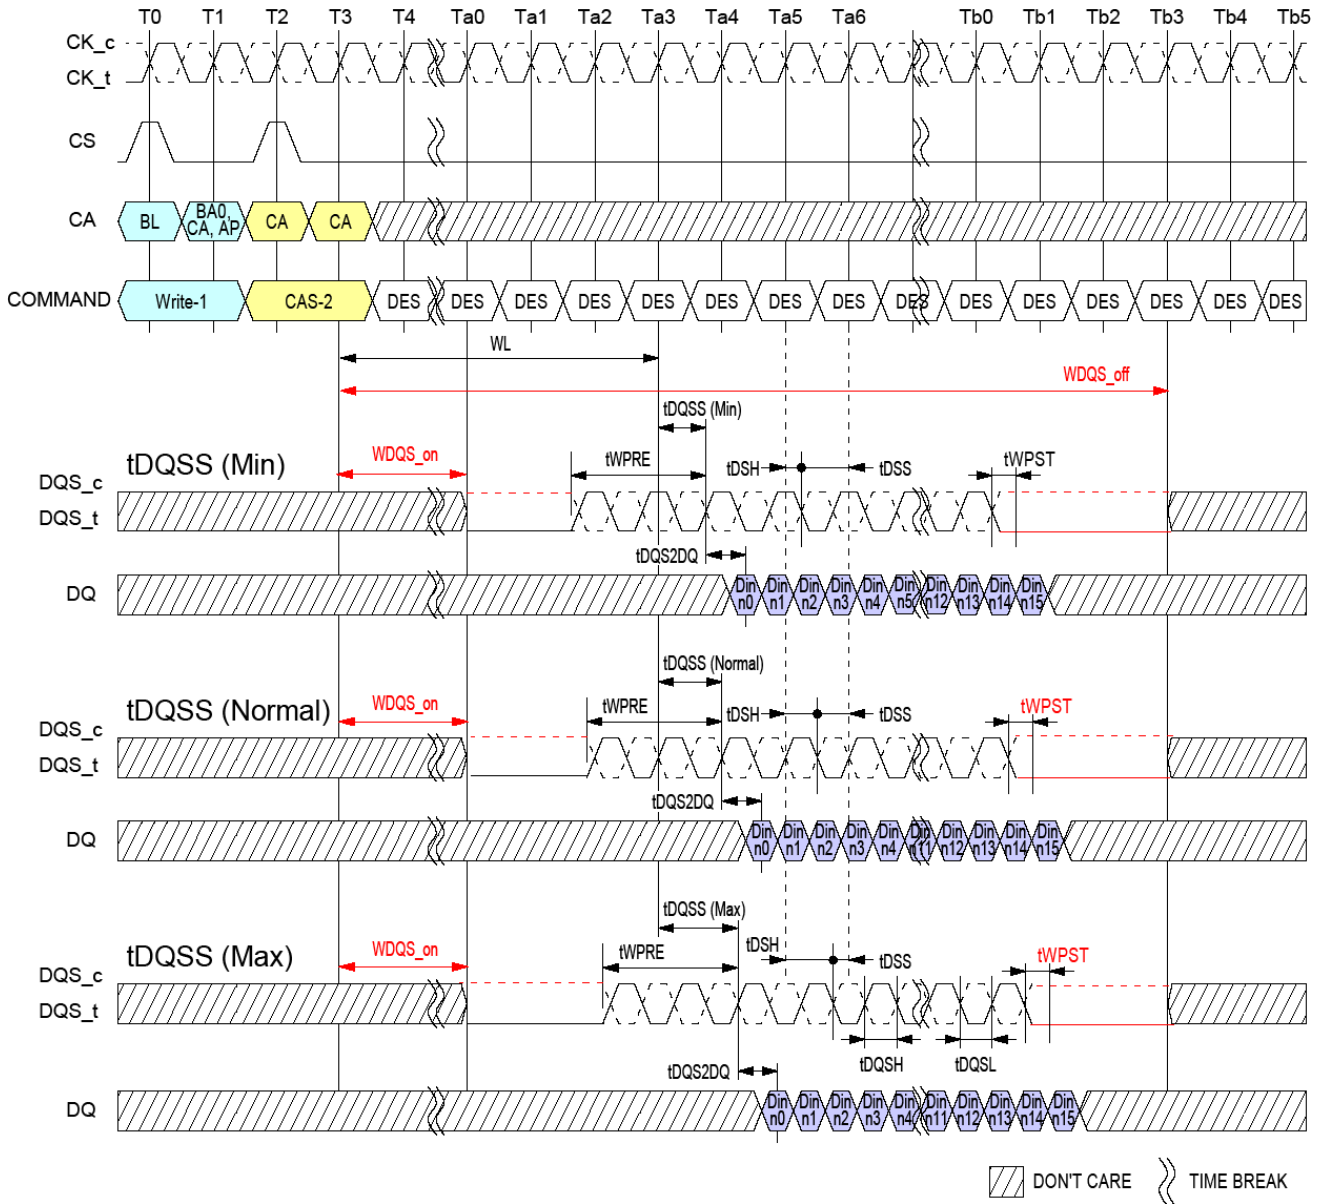 T0 T1 T2 T3 T4 Ta0 Ta1 Ta2 Ta3 Ta4 Ta5 Ta6 Tb0 Tb1 Tb2 Tb3 Tb4 Tb5
CK_c
CK_t
CS
CA BL BA0, CA, AP CA CA
COMMAND Write-1 CAS-2 DES DES DES DES DES DES DES DES DES DES DES DES DES DES DES
WL
WDQS_off
tDQSS (Min)
tDQSS (Min) WDQS_on tWPRE tDSH tDSS tWPST
DQS_c
DQS_t
tDQS2DQ
DQ Din n0 Din n1 Din n2 Din n3 Din n4 Din n5 Din n12 Din n13 Din n14 Din n15
tDQSS (Normal)
tDQSS (Normal) WDQS_on tWPRE tDSH tDSS tWPST
DQS_c
DQS_t
tDQS2DQ
DQ Din n0 Din n1 Din n2 Din n3 Din n4 Din n11 Din n12 Din n13 Din n14 Din n15
tDQSS (Max)
tDQSS (Max) WDQS_on tWPRE tDSH tDSS tWPST
DQS_c
DQS_t
tDQSH tDQSL
tDQS2DQ
DQ Din n0 Din n1 Din n2 Din n3 Din n4 Din n11 Din n12 Din n13 Din n14 Din n15
DON'T CARE TIME BREAK